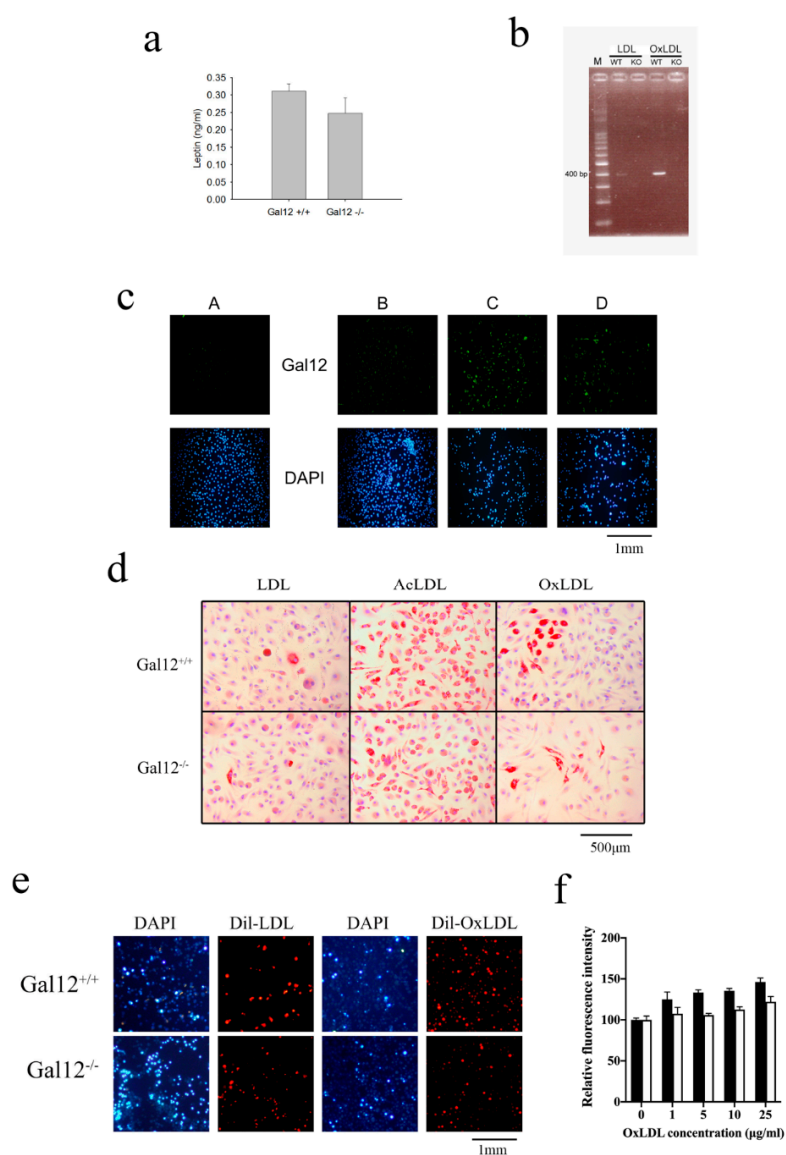 a
0.35
0.30
0.25
0.20
0.15
0.10
0.05
0.00
Leptin (ng/ml)
Gal12 +/+ Gal12 -/-
b
LDL OxLDL
M WT KO WT KO
400 bp
c
A B C D
Gal12
DAPI
1mm
d
LDL AcLDL OxLDL
Gal12+/+
Gal12-/-
500μm
e
DAPI Dil-LDL DAPI Dil-OxLDL
Gal12+/+
Gal12-/-
1mm
f
200
150
100
50
0
Relative fluorescence intensity
0 1 5 10 25
OxLDL concentration (μg/ml)